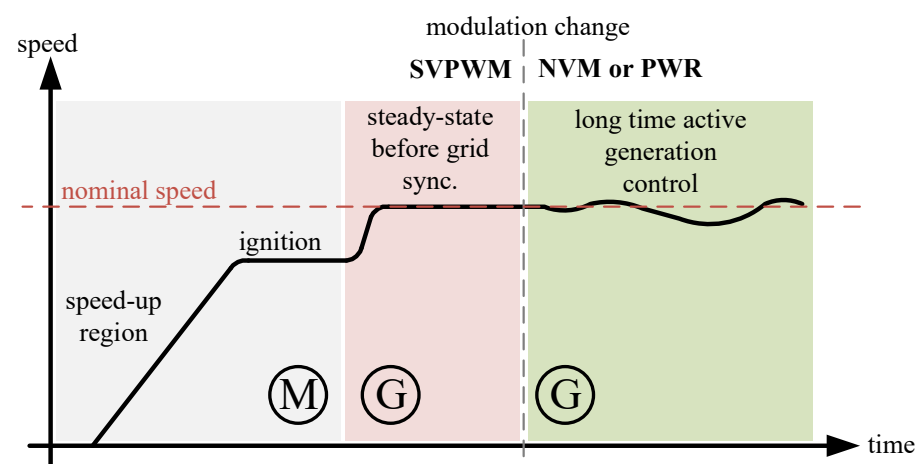 modulation change
speed
SVPWM
NVM or PWR
steady-state
before grid
sync.
long time active
generation
control
nominal speed
ignition
speed-up
region
M
G
G
time